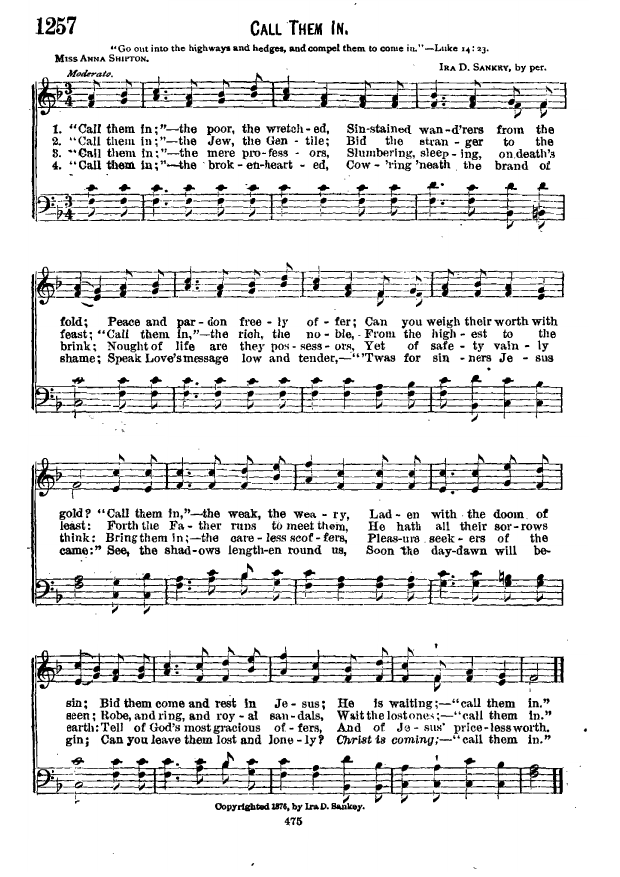 1257
CALL THEM IN.
"Go out into the highways and hedges, and compel them to come in."—Luke 14: 23.
MISS ANNA SHIPTON.
IRA D. SANKEY, by per.
Moderato.
1. "Call them in;"—the poor, the wretch-ed, Sin-stained wand'rers from the
2. "Call them in;"—the Jew, the Gen-tile; Bid the stran-ger to the
3. "Call them in;"—the mere pro-fess-ors, Slumbering, sleep-ing, on death's
4. "Call them in;"—the brok-en-heart-ed, Cow-'ring 'neath the brand of
fold; Peace and par-don free-ly of-fer; Can you weigh their worth with
feast; "Call them in,"—the rich, the no-ble, From the high-est to the
brink; Nought of life are they pos-sess-ors, Yet of safe-ty vain-ly
shame; Speak Love's message low and tender,—"'Twas for sin-ners Je-sus
gold? "Call them in,"—the weak, the wea-ry, Lad-en with the doom of
least: Forth the Fa-ther runs to meet them, He hath all their sor-rows
think: Bring them in;—the care-less scof-fers, Pleas-ure seek-ers of the
came:" See, the shad-ows length-en round us, Soon the day-dawn will be-
sin; Bid them come and rest in Je-sus; He is waiting;—"call them in."
seen; Robe, and ring, and roy-al san-dals, Wait the lost ones;—"call them in."
earth: Tell of God's most gracious of-fers, And of Je-sus' price-less worth.
gin; Can you leave them lost and lone-ly? Christ is coming;—"call them in."
Copyrighted 1876, by Ira D. Sankey.
475